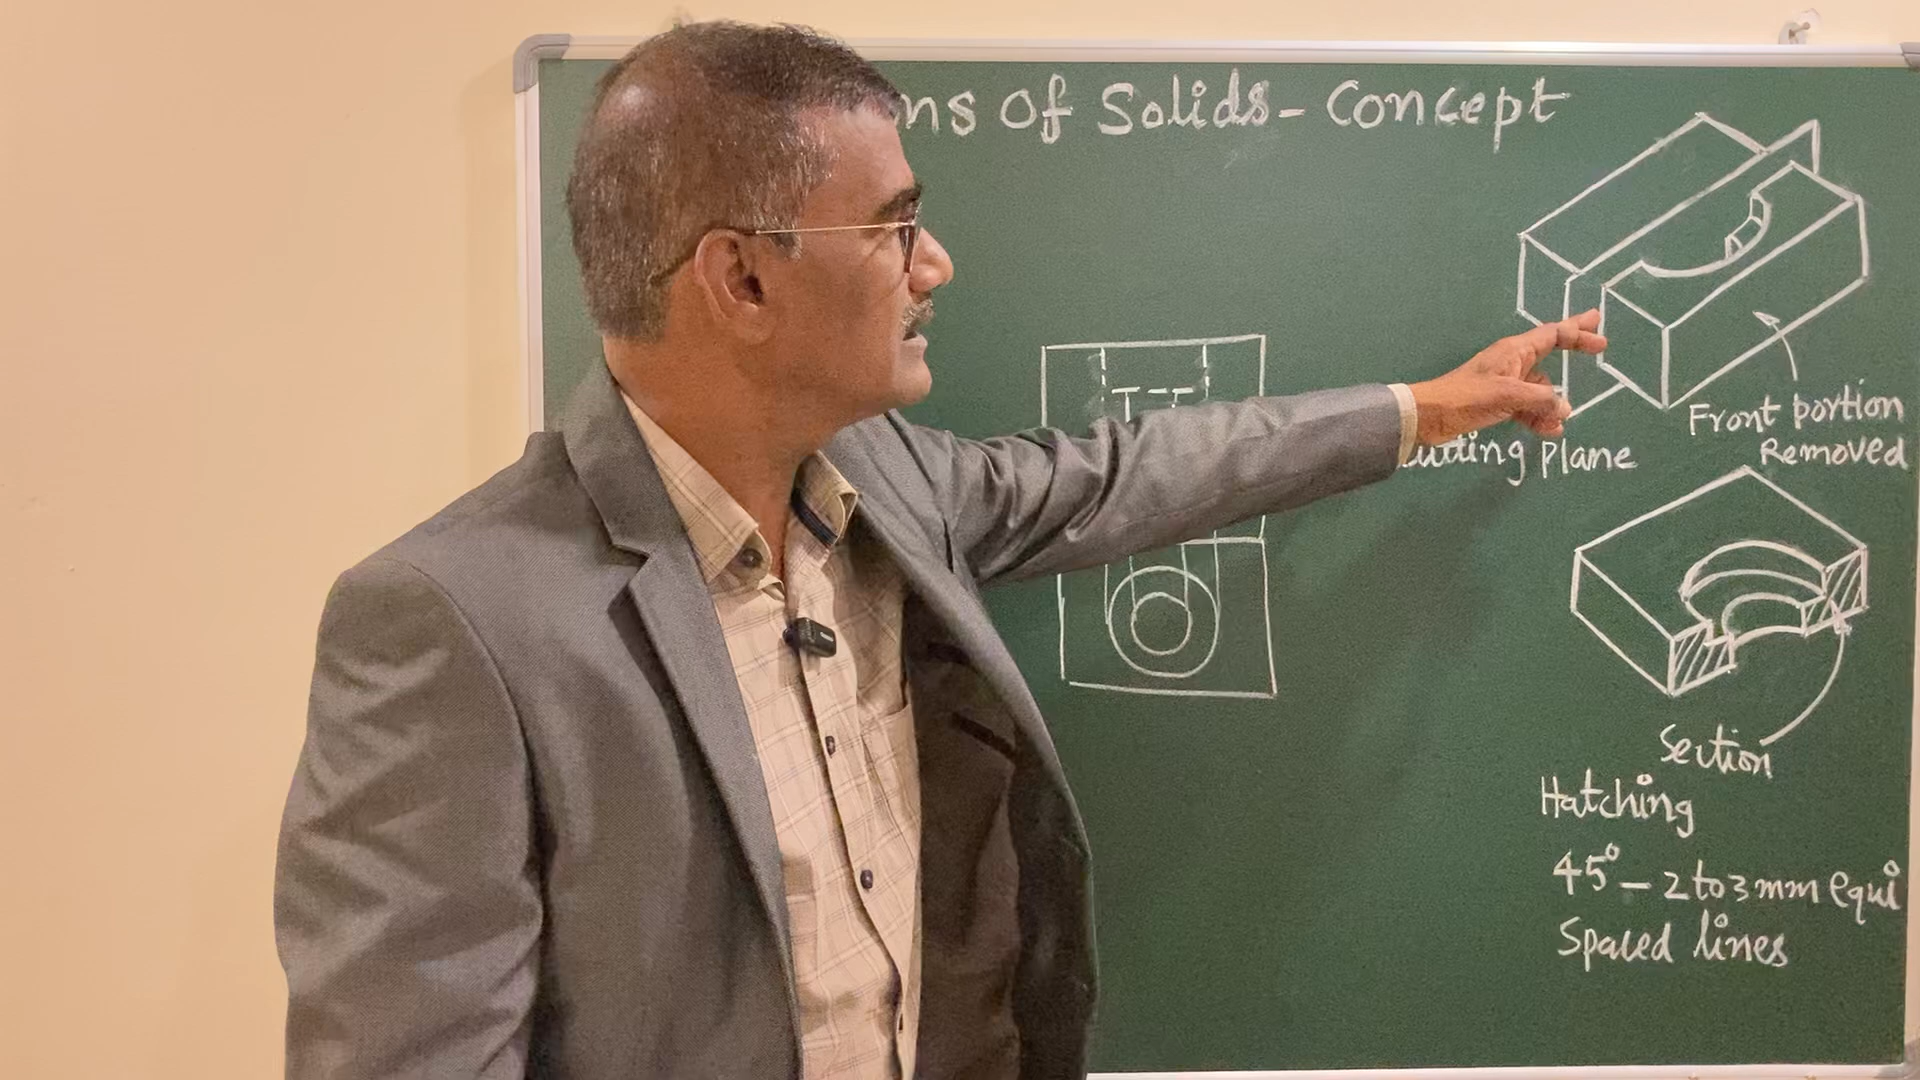 ns of Solids - Concept
Front portion
Removed
utting Plane
Section
Hatching
45° - 2 to 3 mm equi
Spaced lines